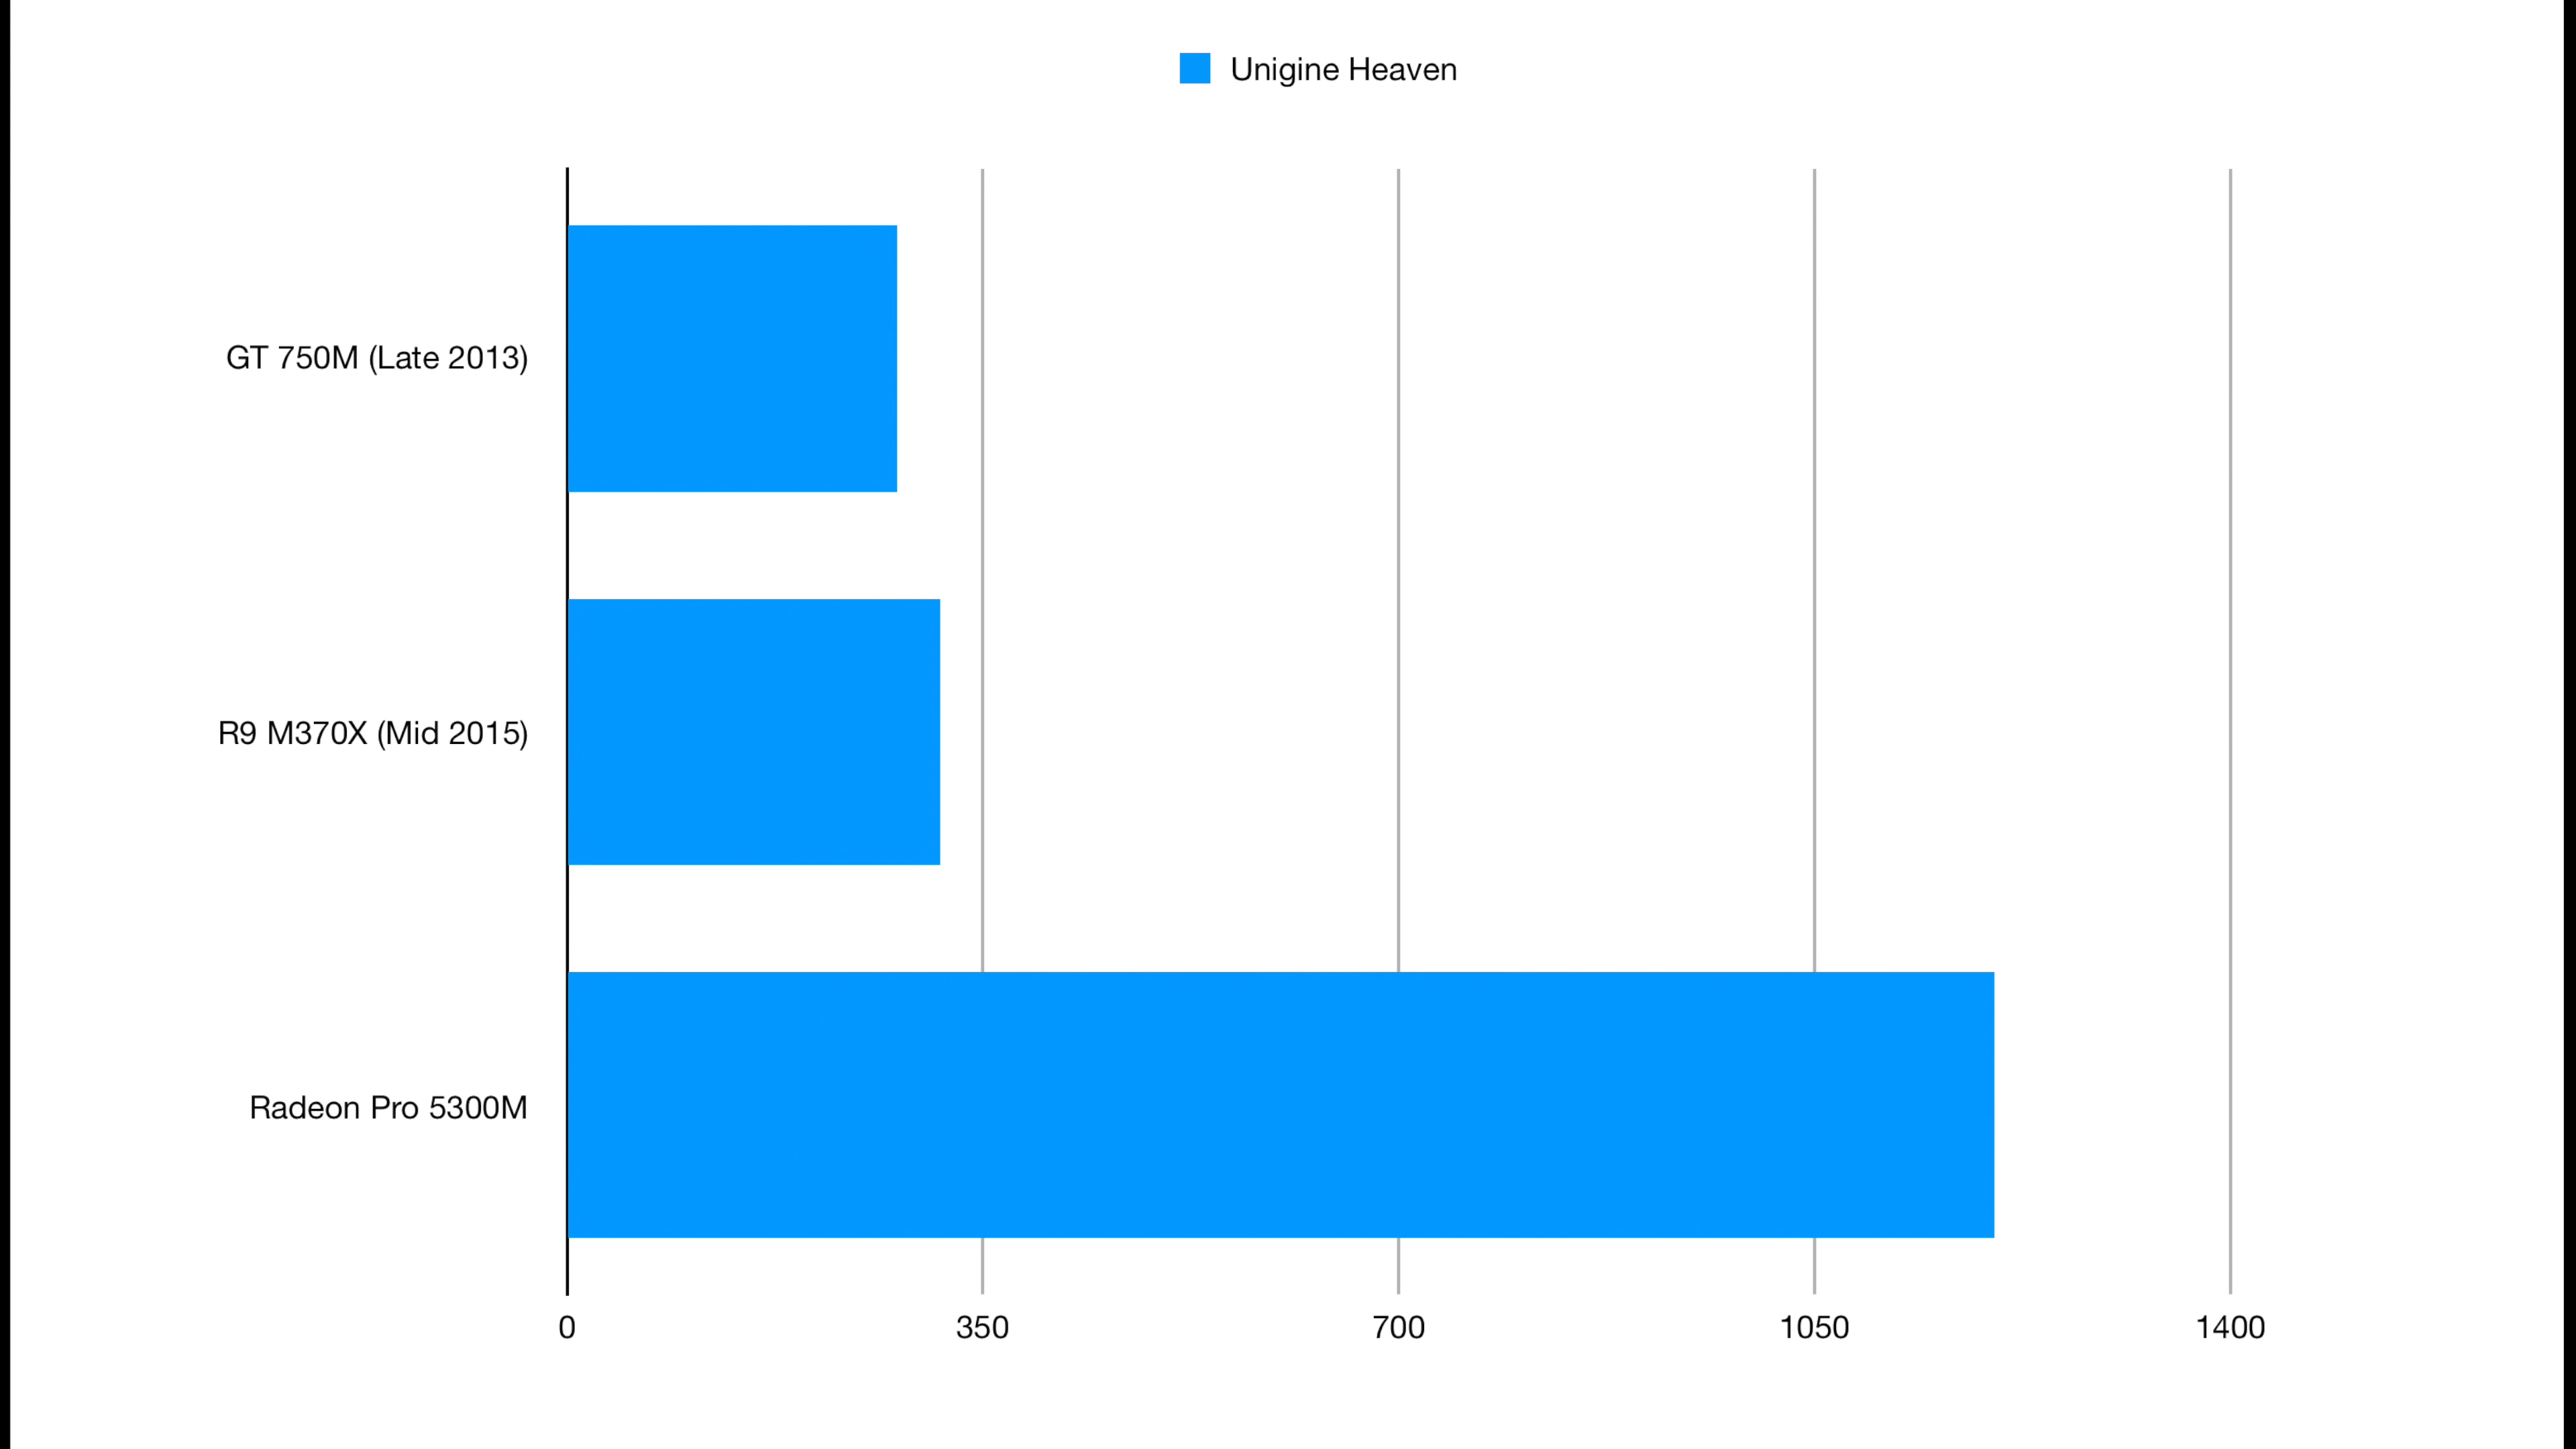 Unigine Heaven
GT 750M (Late 2013)
R9 M370X (Mid 2015)
Radeon Pro 5300M
0 350 700 1050 1400